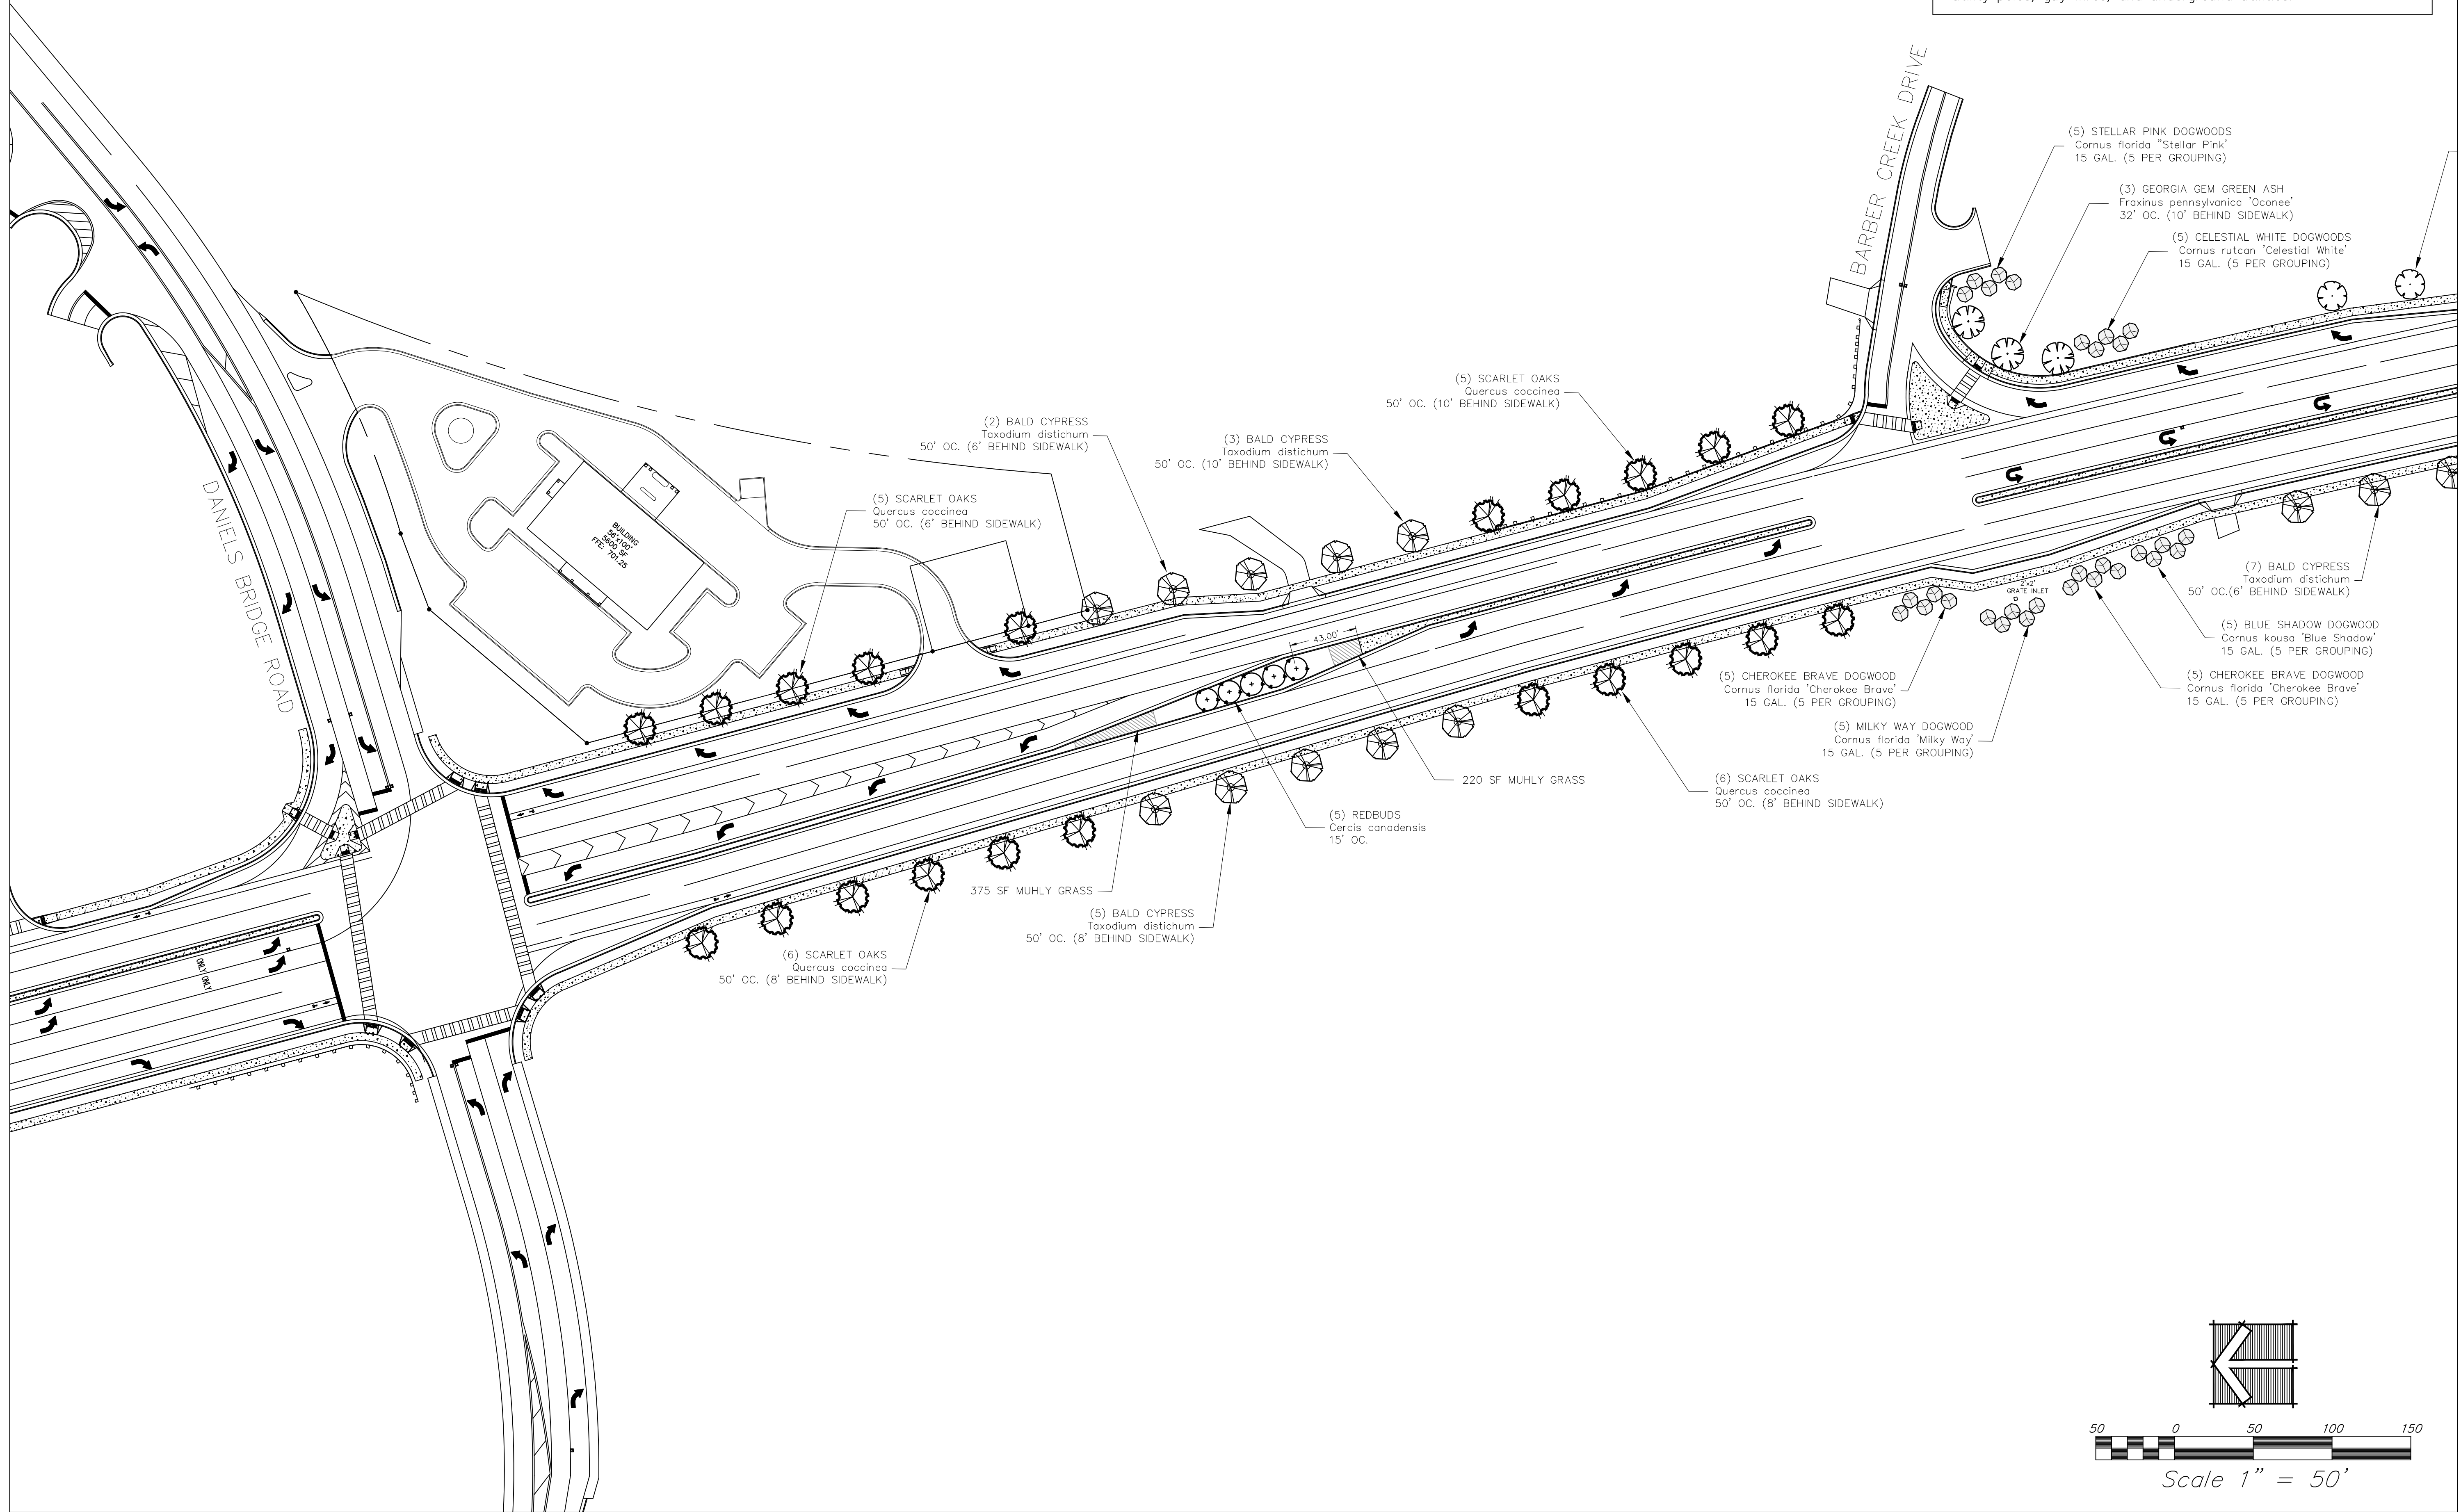 BARBER CREEK DRIVE
(5) STELLAR PINK DOGWOODS
Cornus florida "Stellar Pink'
15 GAL. (5 PER GROUPING)
(3) GEORGIA GEM GREEN ASH
Fraxinus pennsylvanica 'Oconee'
32' OC. (10' BEHIND SIDEWALK)
(5) CELESTIAL WHITE DOGWOODS
Cornus rutcan 'Celestial White'
15 GAL. (5 PER GROUPING)
(5) SCARLET OAKS
Quercus coccinea
50' OC. (10' BEHIND SIDEWALK)
(2) BALD CYPRESS
Taxodium distichum
50' OC. (6' BEHIND SIDEWALK)
(3) BALD CYPRESS
Taxodium distichum
50' OC. (10' BEHIND SIDEWALK)
(5) SCARLET OAKS
Quercus coccinea
50' OC. (6' BEHIND SIDEWALK)
BUILDING
56'x100'
5600 SF
FFE: 701.25
DANIELS BRIDGE ROAD
43.00'
2'x2'
GRATE INLET
(7) BALD CYPRESS
Taxodium distichum
50' OC.(6' BEHIND SIDEWALK)
(5) BLUE SHADOW DOGWOOD
Cornus kousa 'Blue Shadow'
15 GAL. (5 PER GROUPING)
(5) CHEROKEE BRAVE DOGWOOD
Cornus florida 'Cherokee Brave'
15 GAL. (5 PER GROUPING)
(5) CHEROKEE BRAVE DOGWOOD
Cornus florida 'Cherokee Brave'
15 GAL. (5 PER GROUPING)
(5) MILKY WAY DOGWOOD
Cornus florida 'Milky Way'
15 GAL. (5 PER GROUPING)
220 SF MUHLY GRASS
(6) SCARLET OAKS
Quercus coccinea
50' OC. (8' BEHIND SIDEWALK)
(5) REDBUDS
Cercis canadensis
15' OC.
375 SF MUHLY GRASS
(5) BALD CYPRESS
Taxodium distichum
50' OC. (8' BEHIND SIDEWALK)
(6) SCARLET OAKS
Quercus coccinea
50' OC. (8' BEHIND SIDEWALK)
ONLY ONLY
50 0 50 100 150
Scale 1" = 50'